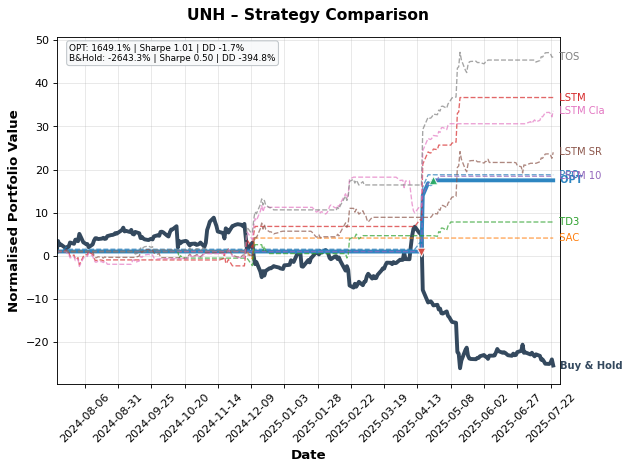 UNH – Strategy Comparison
OPT: 1649.1% | Sharpe 1.01 | DD -1.7%
B&Hold: -2643.3% | Sharpe 0.50 | DD -394.8%
Normalised Portfolio Value
50
40
30
20
10
0
−10
−20
TOS
LSTM
LSTM Cla
LSTM SR
OPT
TD3
SAC
Buy & Hold
2024-08-06
2024-08-31
2024-09-25
2024-10-20
2024-11-14
2024-12-09
2025-01-03
2025-01-28
2025-02-22
2025-03-19
2025-04-13
2025-05-08
2025-06-02
2025-06-27
2025-07-22
Date